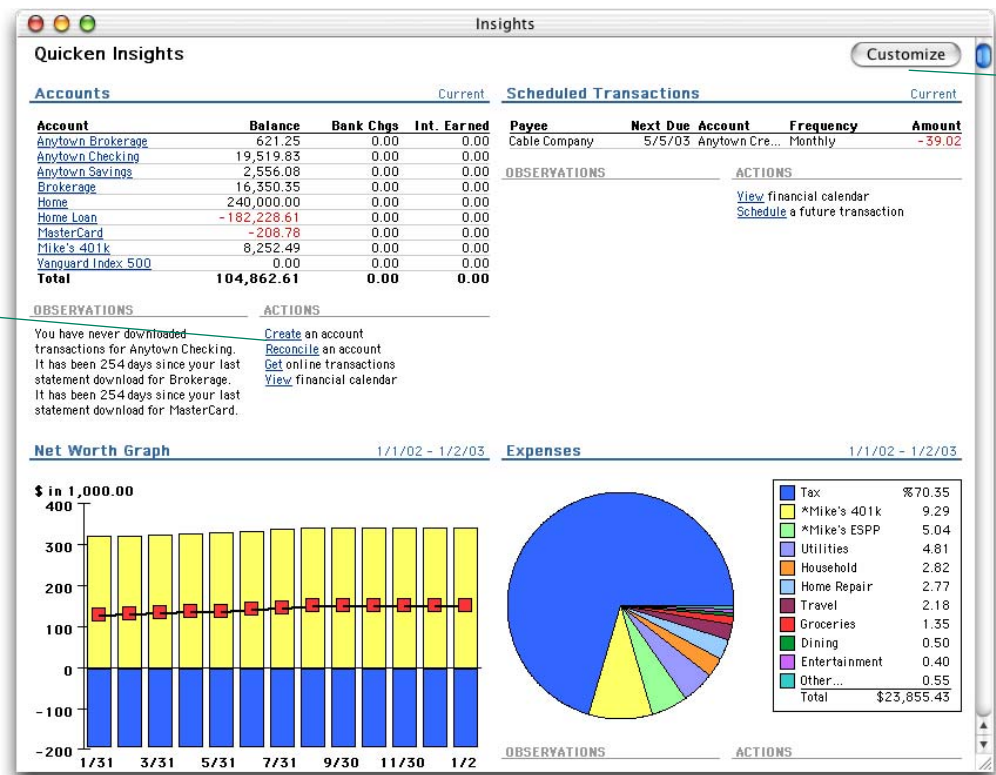 Insights
Quicken Insights
Customize
Accounts Current
Account Balance Bank Chgs Int. Earned
Anytown Brokerage 621.25 0.00 0.00
Anytown Checking 19,519.83 0.00 0.00
Anytown Savings 2,556.08 0.00 0.00
Brokerage 16,350.35 0.00 0.00
Home 240,000.00 0.00 0.00
Home Loan -182,228.61 0.00 0.00
MasterCard -208.78 0.00 0.00
Mike's 401k 8,252.49 0.00 0.00
Vanguard Index 500 0.00 0.00 0.00
Total 104,862.61 0.00 0.00
OBSERVATIONS
You have never downloaded
transactions for Anytown Checking.
It has been 254 days since your last
statement download for Brokerage.
It has been 254 days since your last
statement download for MasterCard.
ACTIONS
Create an account
Reconcile an account
Get online transactions
View financial calendar
Scheduled Transactions Current
Payee Next Due Account Frequency Amount
Cable Company 5/5/03 Anytown Cre... Monthly -39.02
OBSERVATIONS
ACTIONS
View financial calendar
Schedule a future transaction
Net Worth Graph 1/1/02 - 1/2/03
$ in 1,000.00
400
300
200
100
0
-100
-200
1/31 3/31 5/31 7/31 9/30 11/30 1/2
Expenses 1/1/02 - 1/2/03
Tax %70.35
*Mike's 401k 9.29
*Mike's ESPP 5.04
Utilities 4.81
Household 2.82
Home Repair 2.77
Travel 2.18
Groceries 1.35
Dining 0.50
Entertainment 0.40
Other... 0.55
Total $23,855.43
OBSERVATIONS
ACTIONS